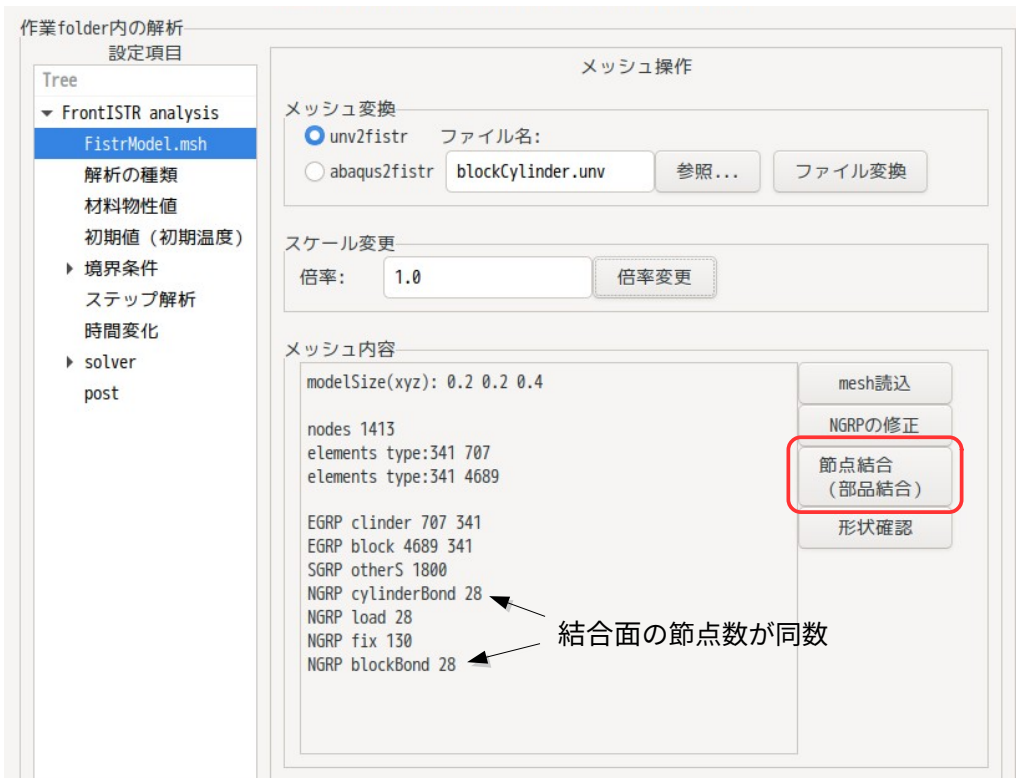 作業folder内の解析
設定項目
Tree
FrontISTR analysis
FistrModel.msh
解析の種類
材料物性値
初期値（初期温度）
境界条件
ステップ解析
時間変化
solver
post
メッシュ操作
メッシュ変換
unv2fistr ファイル名:
abaqus2fistr blockCylinder.unv 参照... ファイル変換
スケール変更
倍率: 1.0 倍率変更
メッシュ内容
modelSize(xyz): 0.2 0.2 0.4
nodes 1413
elements type:341 707
elements type:341 4689
EGRP clinder 707 341
EGRP block 4689 341
SGRP otherS 1800
NGRP cylinderBond 28
NGRP load 28
NGRP fix 130
NGRP blockBond 28
mesh読込
NGRPの修正
節点結合
（部品結合）
形状確認
結合面の節点数が同数